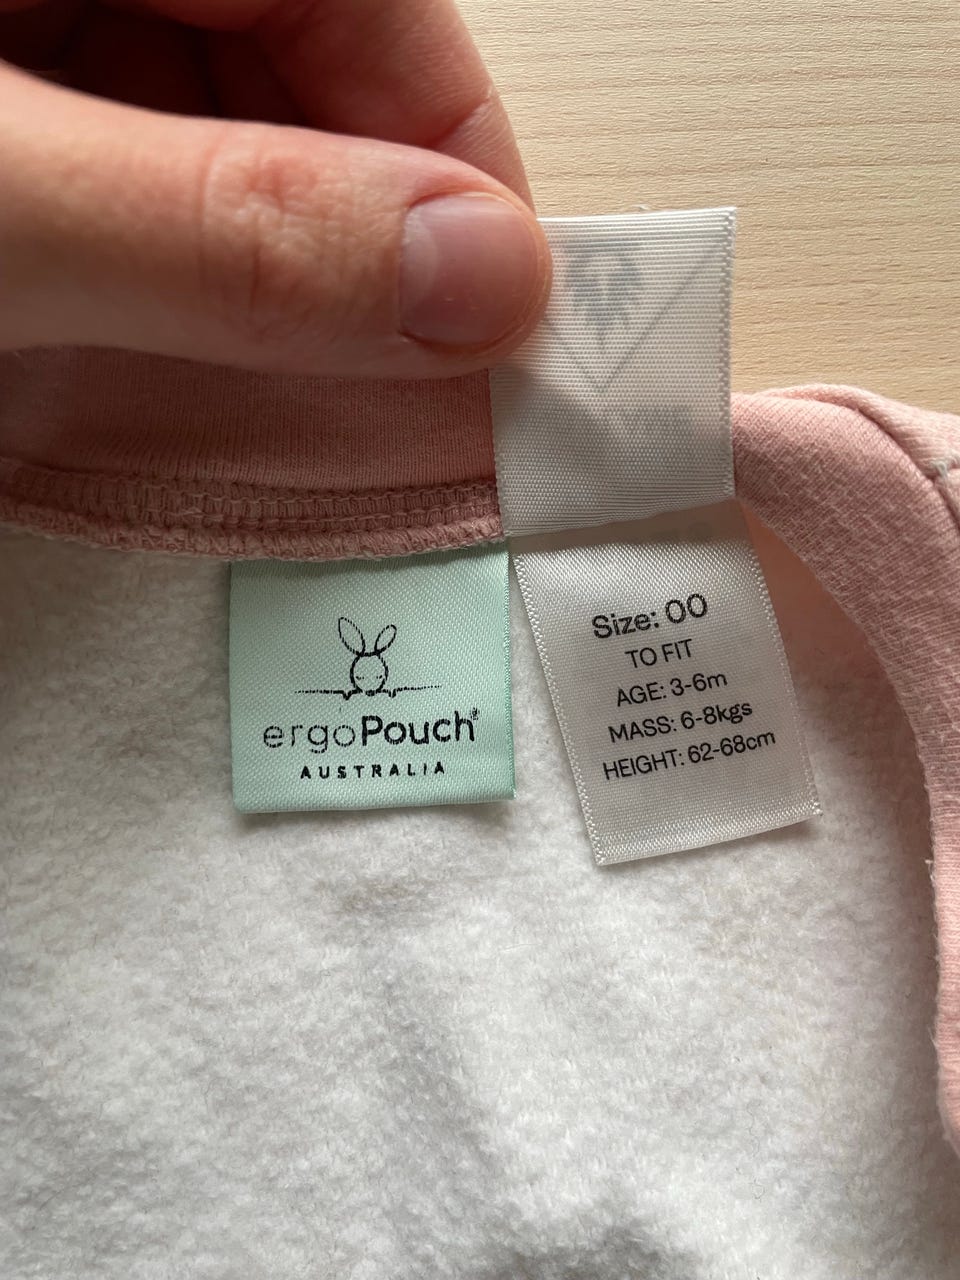 ergoPouch®
AUSTRALIA
Size: 00
TO FIT
AGE: 3-6m
MASS: 6-8kgs
HEIGHT: 62-68cm